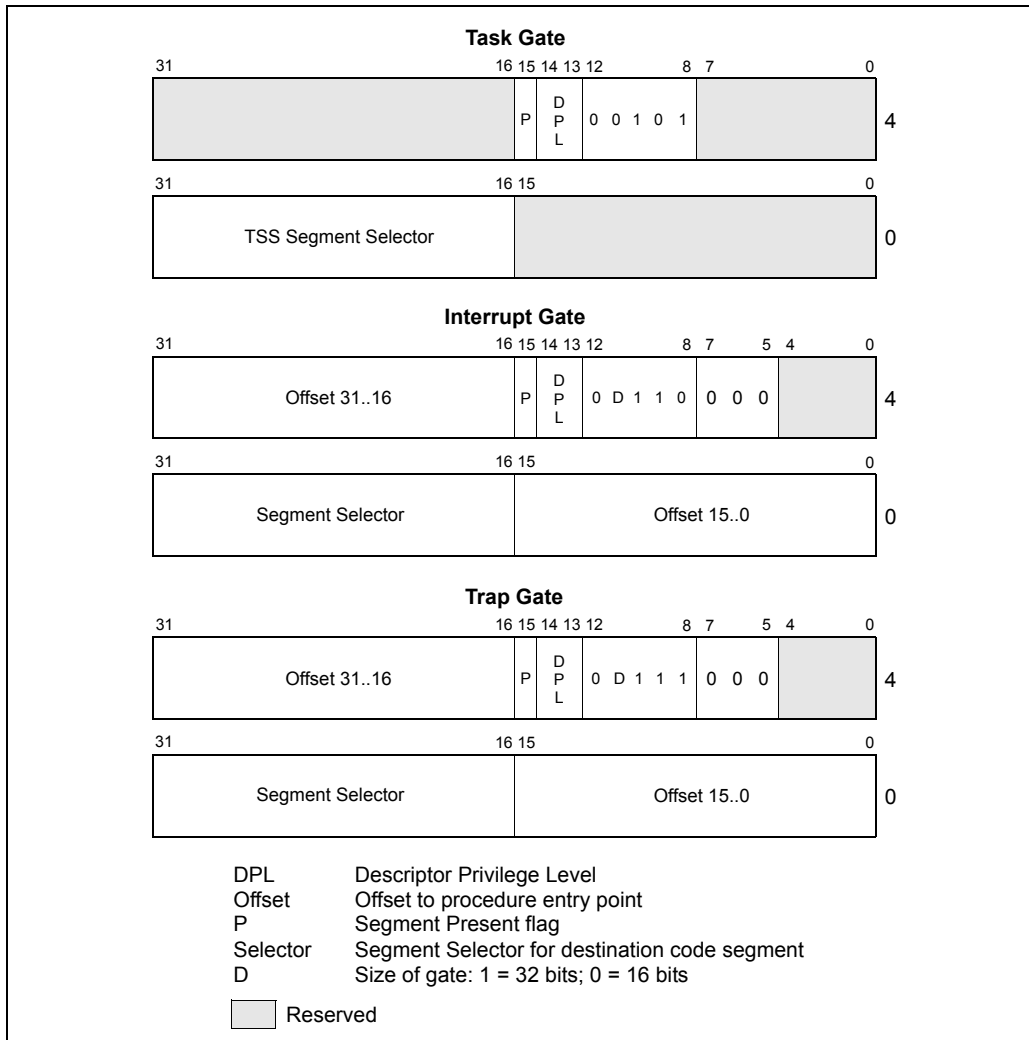 Task Gate
31 16 15 14 13 12 8 7 0
P D P L 0 0 1 0 1 4
31 16 15 0
TSS Segment Selector 0
Interrupt Gate
31 16 15 14 13 12 8 7 5 4 0
Offset 31..16 P D P L 0 D 1 1 0 0 0 0 4
31 16 15 0
Segment Selector Offset 15..0 0
Trap Gate
31 16 15 14 13 12 8 7 5 4 0
Offset 31..16 P D P L 0 D 1 1 1 0 0 0 4
31 16 15 0
Segment Selector Offset 15..0 0
DPL Descriptor Privilege Level
Offset Offset to procedure entry point
P Segment Present flag
Selector Segment Selector for destination code segment
D Size of gate: 1 = 32 bits; 0 = 16 bits
Reserved